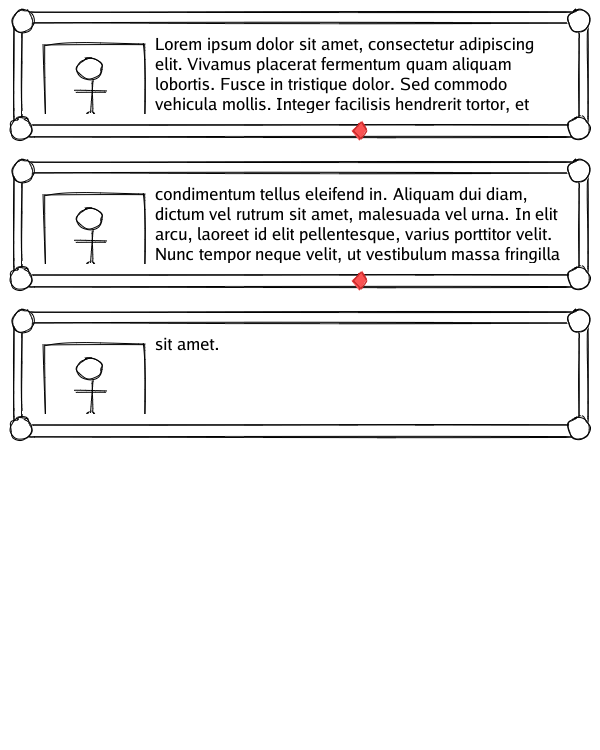 Lorem ipsum dolor sit amet, consectetur adipiscing
elit. Vivamus placerat fermentum quam aliquam
lobortis. Fusce in tristique dolor. Sed commodo
vehicula mollis. Integer facilisis hendrerit tortor, et
condimentum tellus eleifend in. Aliquam dui diam,
dictum vel rutrum sit amet, malesuada vel urna. In elit
arcu, laoreet id elit pellentesque, varius porttitor velit.
Nunc tempor neque velit, ut vestibulum massa fringilla
sit amet.